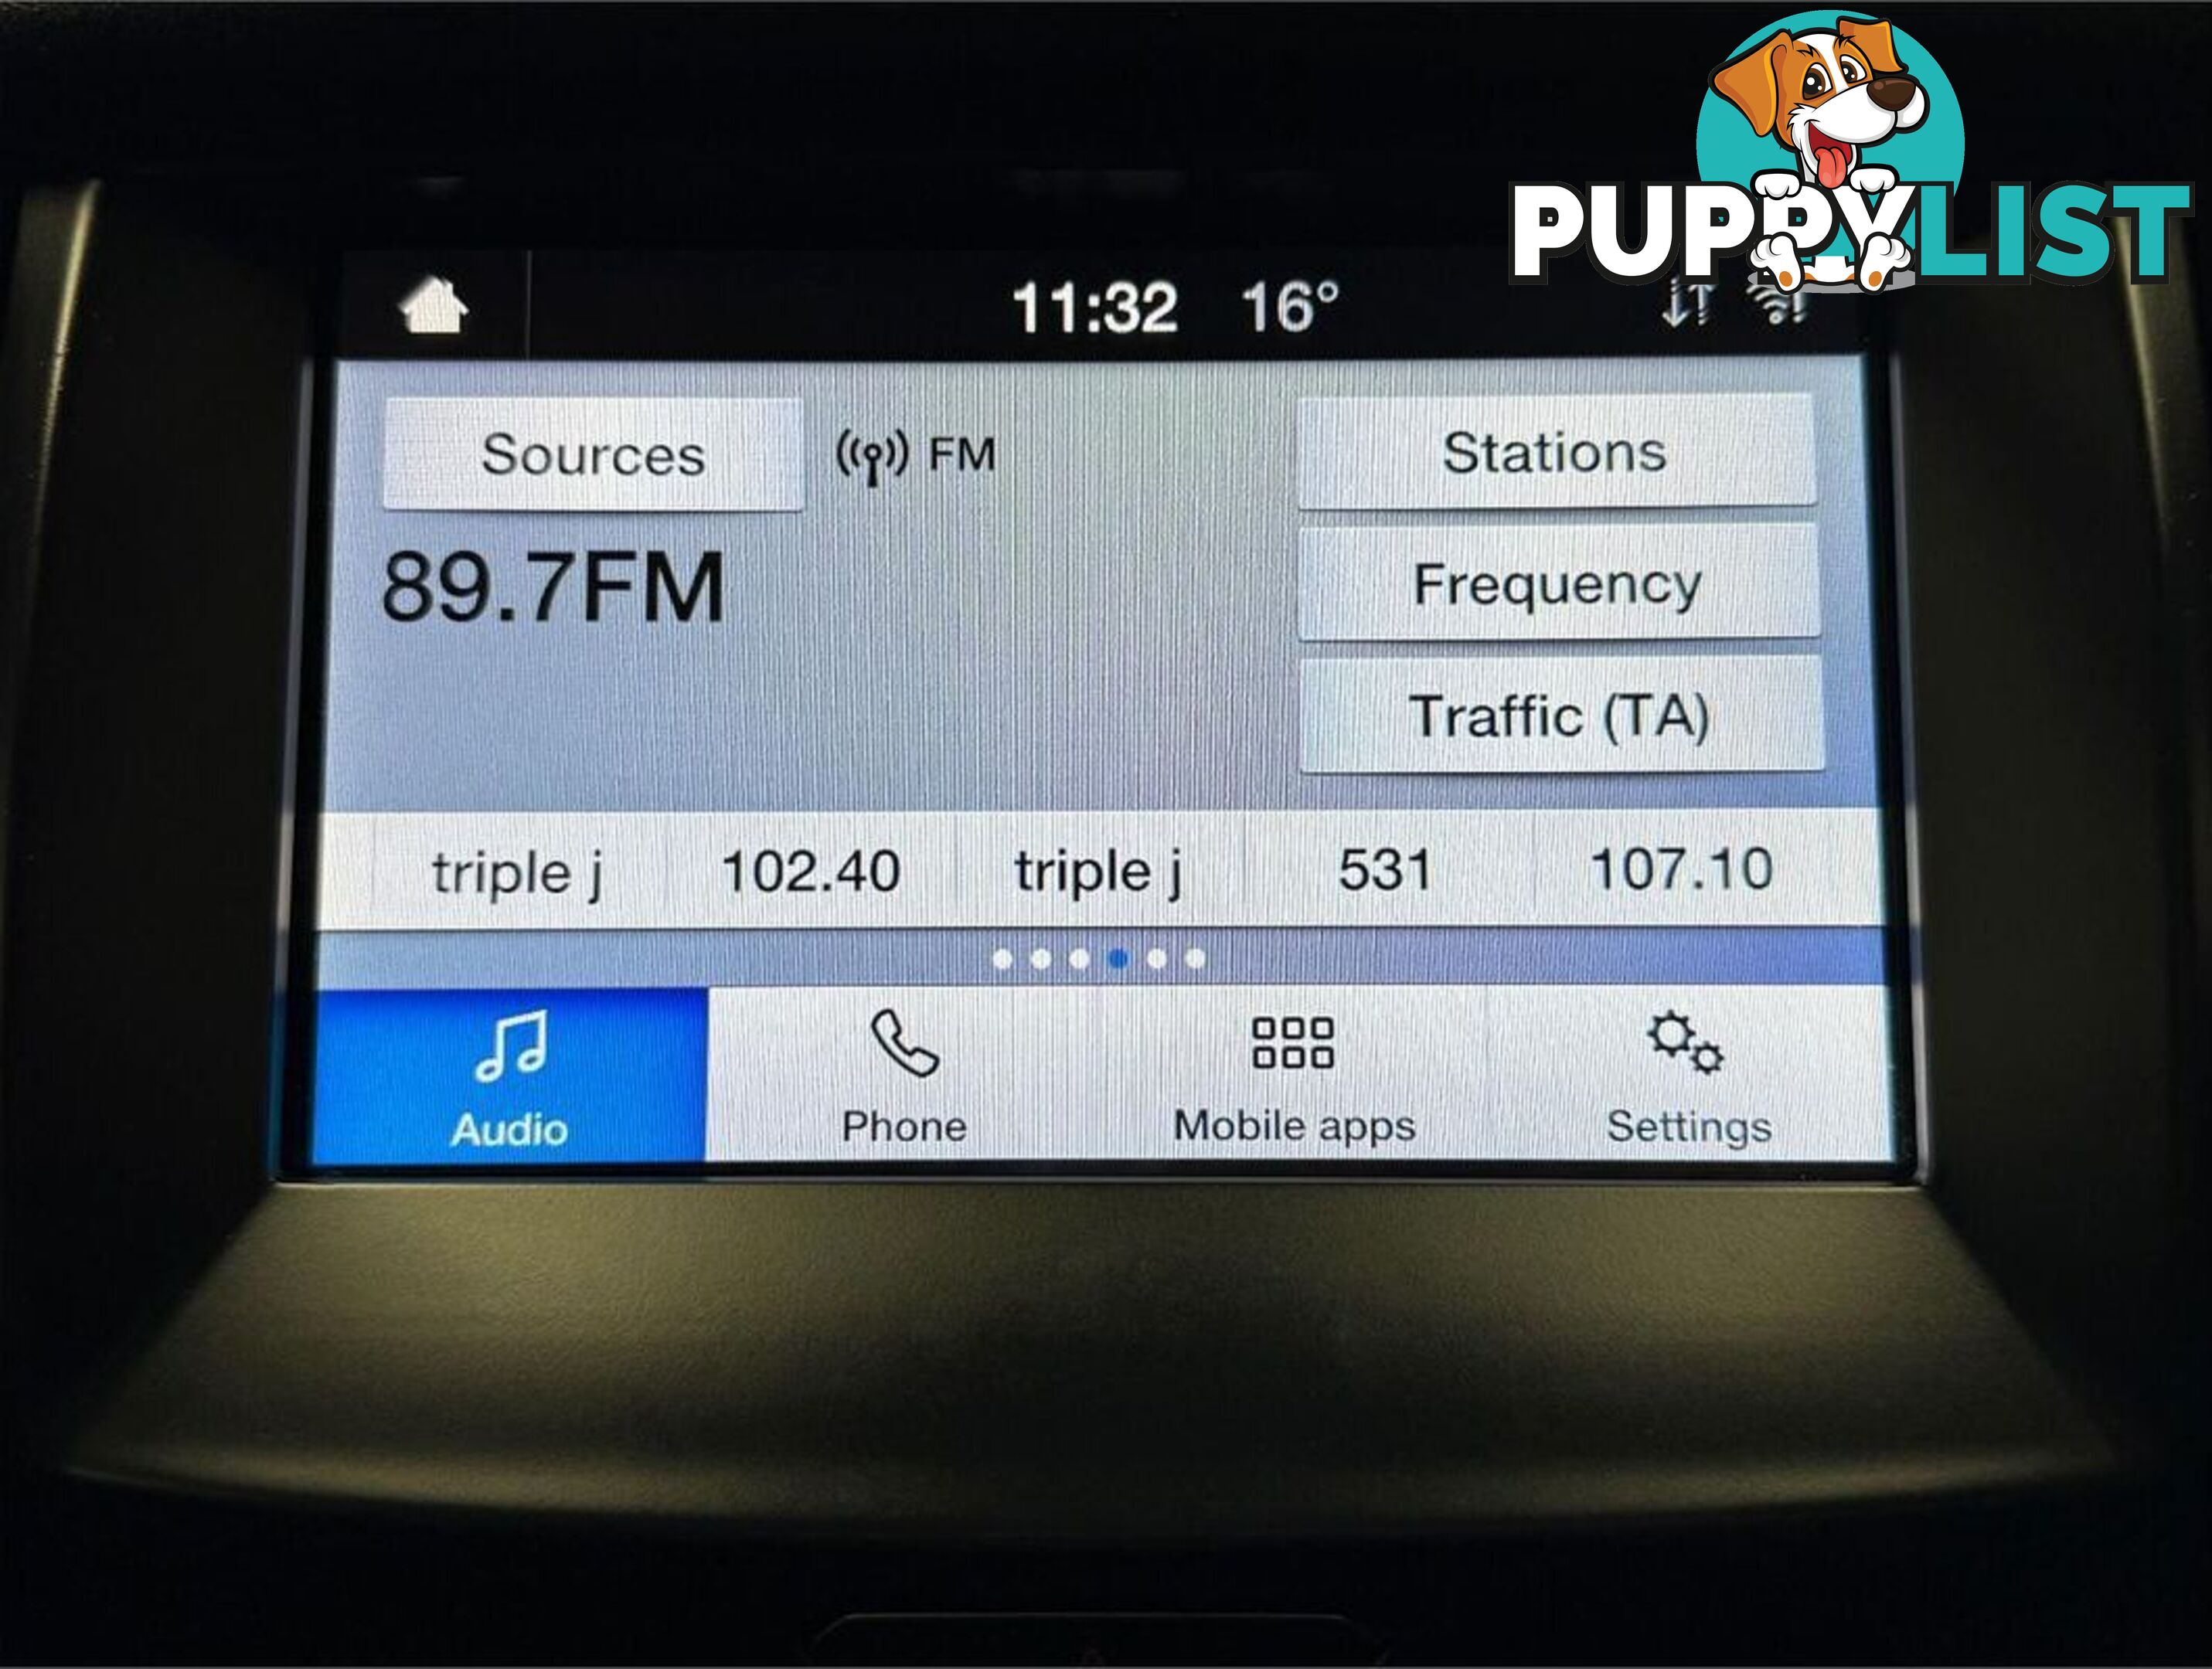 PUPPYLIST
11:32 16°
Sources FM Stations
89.7FM Frequency
Traffic (TA)
triple j 102.40 triple j 531 107.10
Audio Phone Mobile apps Settings